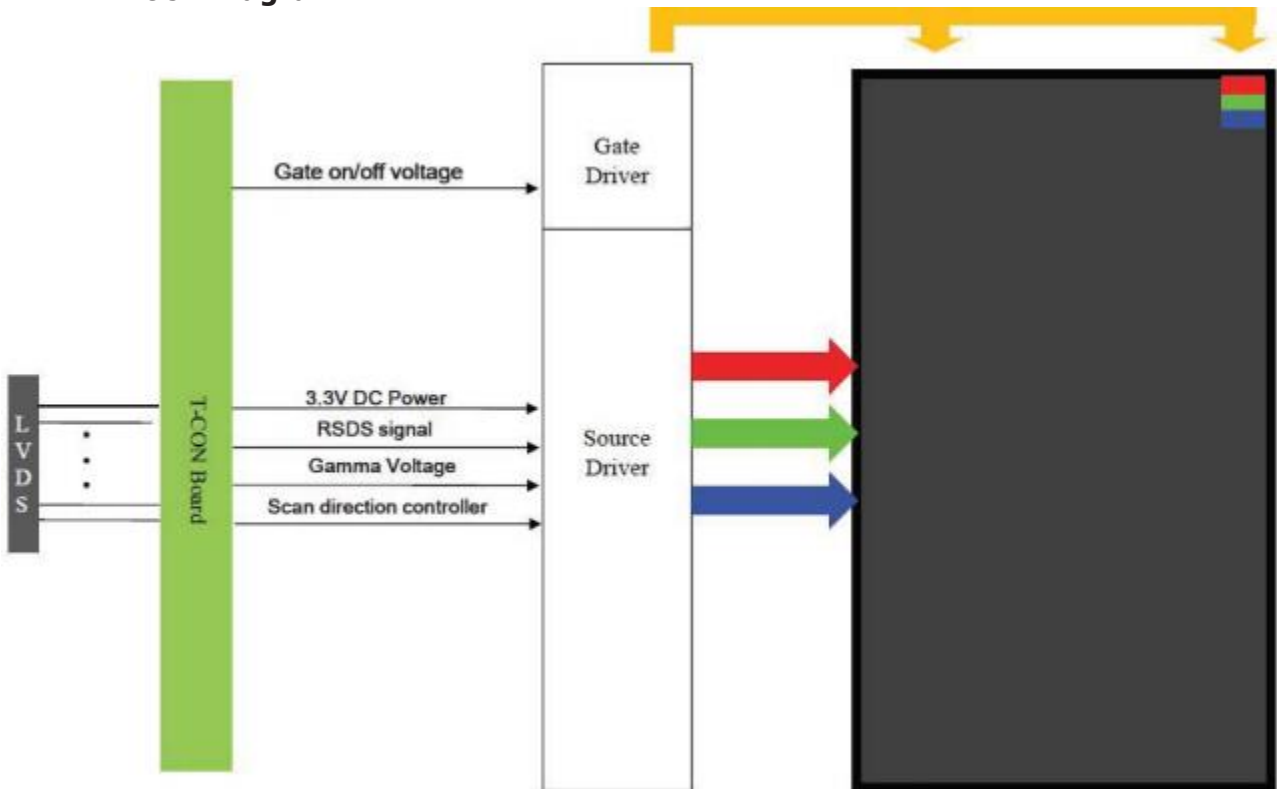 Gate on/off voltage
Gate
Driver
3.3V DC Power
RSDS signal
Gamma Voltage
Scan direction controller
Source
Driver
LVDS
T-CON Board